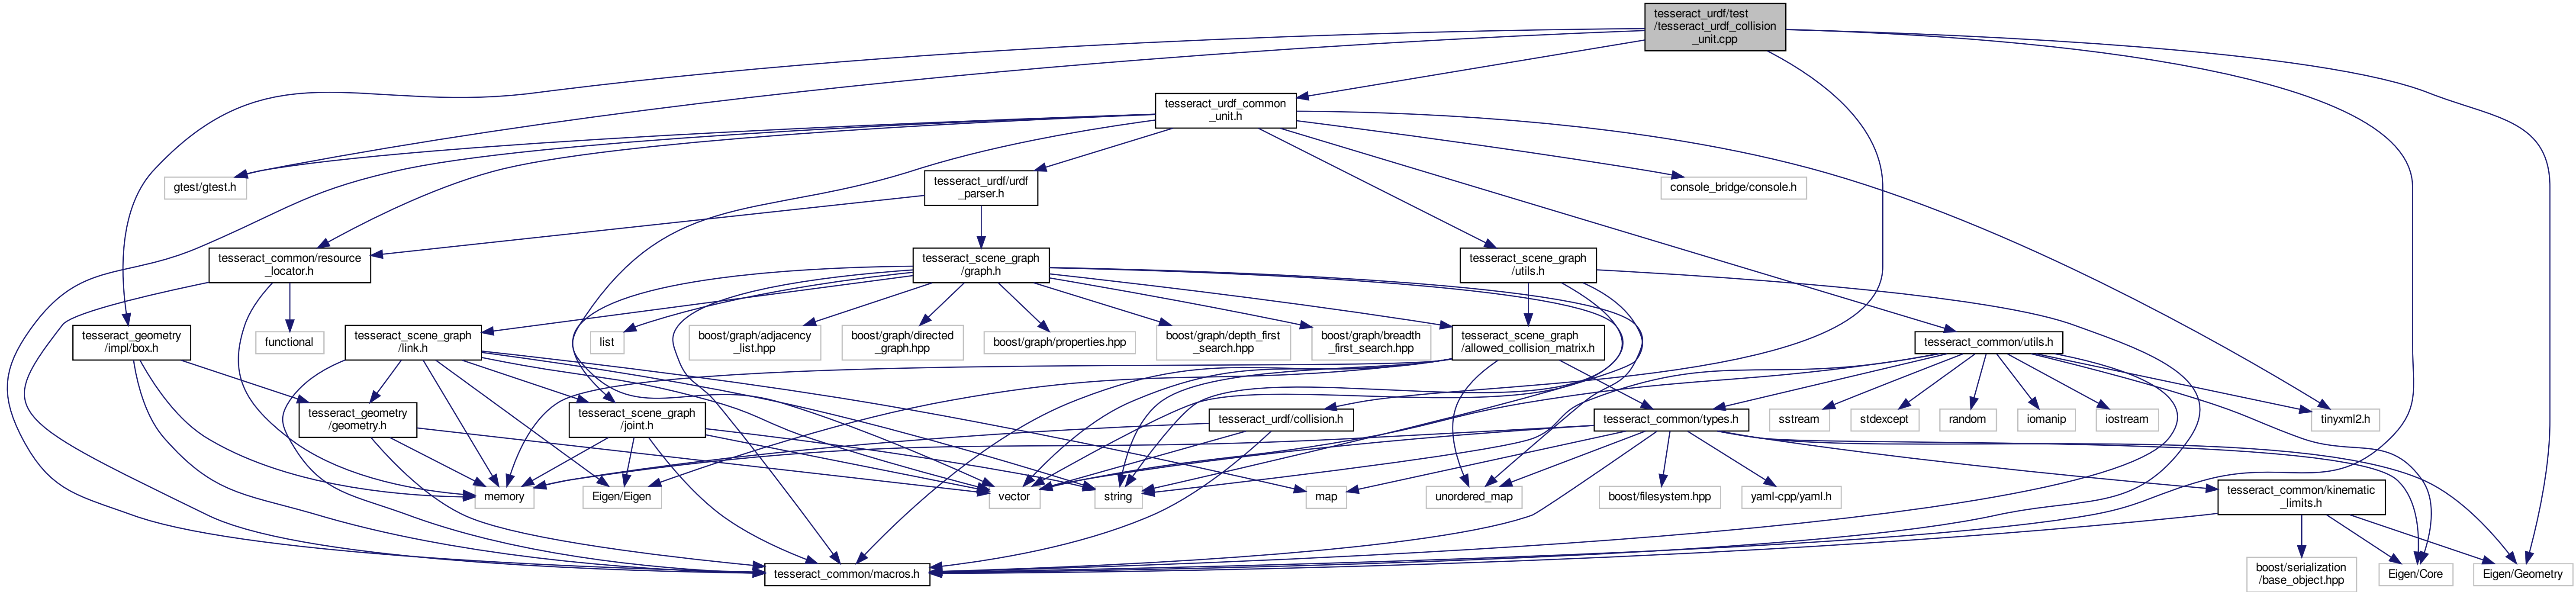 tesseract_urdf/test
/tesseract_urdf_collision
_unit.cpp
tesseract_urdf_common
_unit.h
gtest/gtest.h
tesseract_urdf/urdf
_parser.h
console_bridge/console.h
tesseract_common/resource
_locator.h
tesseract_scene_graph
/graph.h
tesseract_scene_graph
/utils.h
tesseract_geometry
/impl/box.h
functional
tesseract_scene_graph
/link.h
list
boost/graph/adjacency
_list.hpp
boost/graph/directed
_graph.hpp
boost/graph/properties.hpp
boost/graph/depth_first
_search.hpp
boost/graph/breadth
_first_search.hpp
tesseract_scene_graph
/allowed_collision_matrix.h
tesseract_common/utils.h
tesseract_geometry
/geometry.h
tesseract_scene_graph
/joint.h
tesseract_urdf/collision.h
tesseract_common/types.h
sstream
stdexcept
random
iomanip
iostream
tinyxml2.h
memory
Eigen/Eigen
vector
string
map
unordered_map
boost/filesystem.hpp
yaml-cpp/yaml.h
tesseract_common/kinematic
_limits.h
tesseract_common/macros.h
boost/serialization
/base_object.hpp
Eigen/Core
Eigen/Geometry